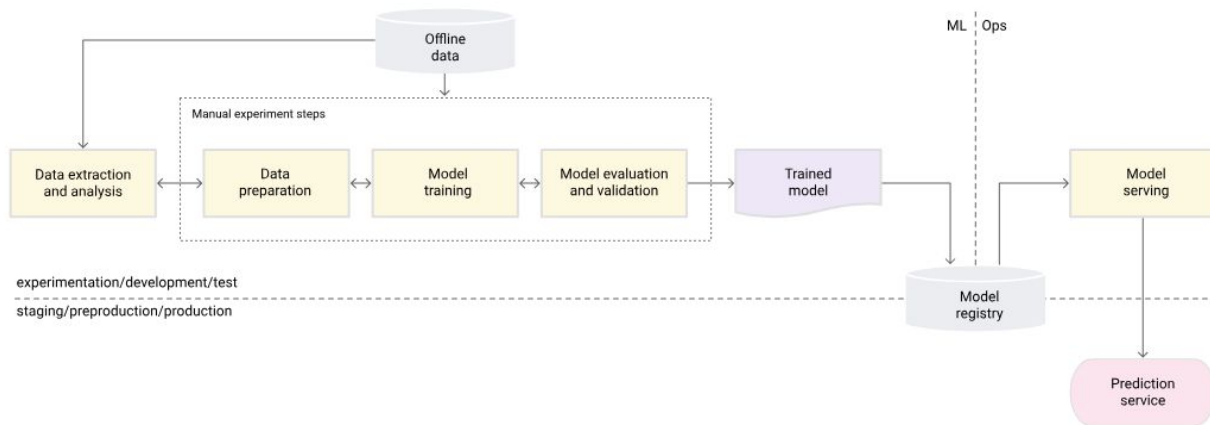 Offline
data
ML
Ops
Manual experiment steps
Data extraction
and analysis
Data
preparation
Model
training
Model evaluation
and validation
Trained
model
Model
serving
experimentation/development/test
staging/preproduction/production
Model
registry
Prediction
service